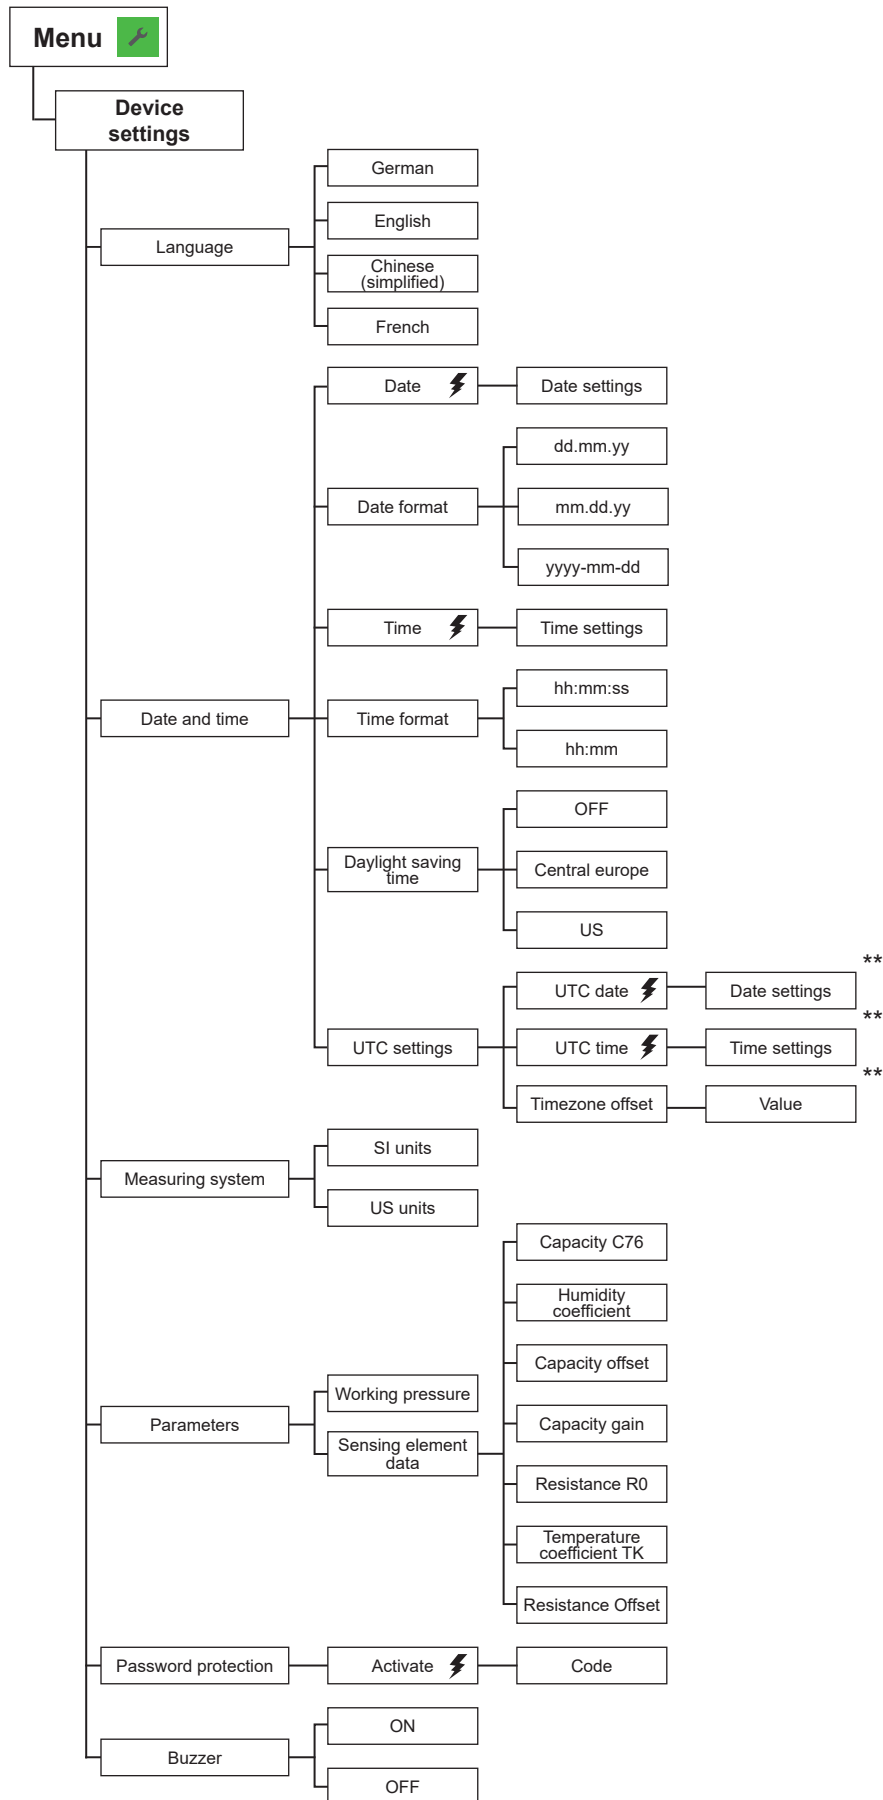 Menu
Device
settings
Language
German
English
Chinese
(simplified)
French
Date and time
Date
Date settings
Date format
dd.mm.yy
mm.dd.yy
yyyy-mm-dd
Time
Time settings
Time format
hh:mm:ss
hh:mm
Daylight saving
time
OFF
Central europe
US
UTC settings
**
UTC date
Date settings
**
UTC time
Time settings
**
Timezone offset
Value
Measuring system
SI units
US units
Parameters
Working pressure
Sensing element
data
Capacity C76
Humidity
coefficient
Capacity offset
Capacity gain
Resistance R0
Temperature
coefficient TK
Resistance Offset
Password protection
Activate
Code
Buzzer
ON
OFF